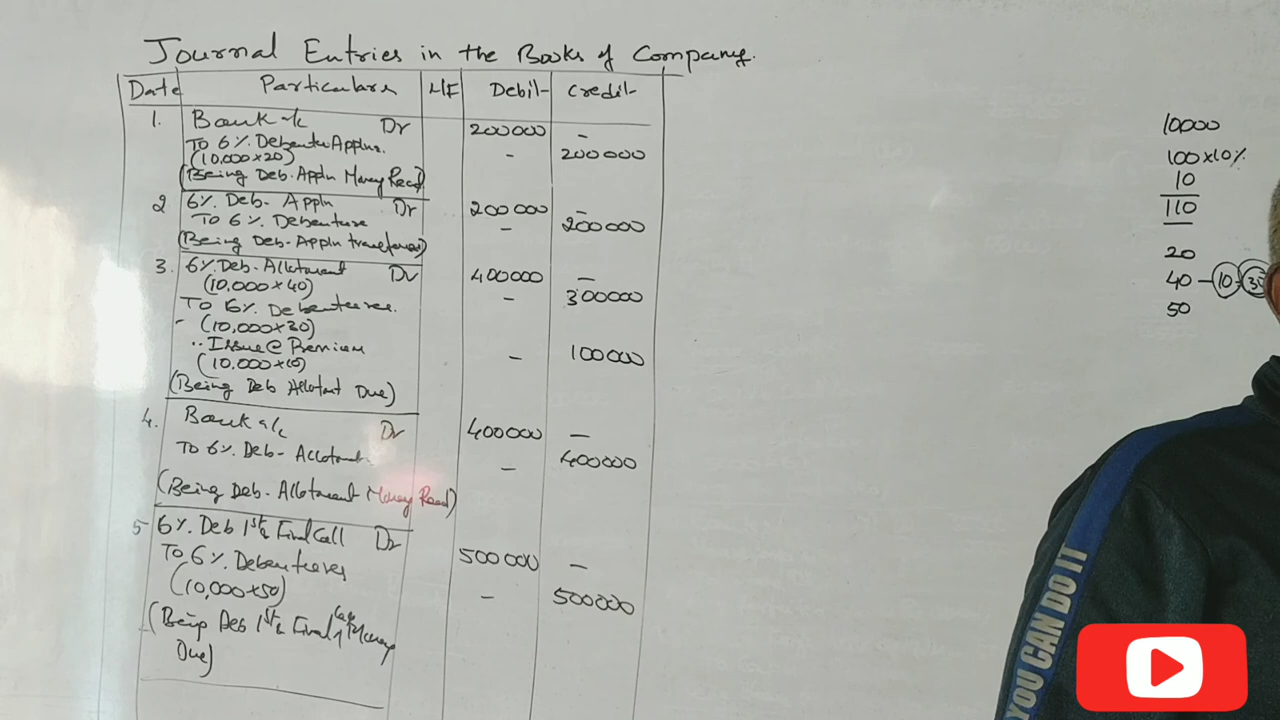 Journal Entries in the Books of Company.
Date Particulars L/F Debit- Credit-
1. Bank a/c Dr 200000 -
To 6% Debentu Appln. - 200000
(10,000×20)
(Being Deb. Appln Money Recd)
2 6% Deb. Appln Dr 200000 -
To 6% Debenture - 200000
(Being Deb-Appln transferred)
3. 6% Deb-Allotment Dr 400000 -
(10,000×40) - 300000
To 6% Debentures.
(10,000×30)
" Issue @ Premium - 100000
(10,000×10)
(Being Deb Allotmt Due)
4. Bank a/c Dr 400000 -
To 6% Deb- Allotment - 400000
(Being Deb-Allotment Money Recd)
5 6% Deb 1st & Final Call Dr
To 6% Debentures 500000 -
(10,000×50) - 500000
(Being Deb 1st & Final Call Money
Due)
10000
100×10%
10
110
20
40 - 10 30
50
YOU CAN DO IT